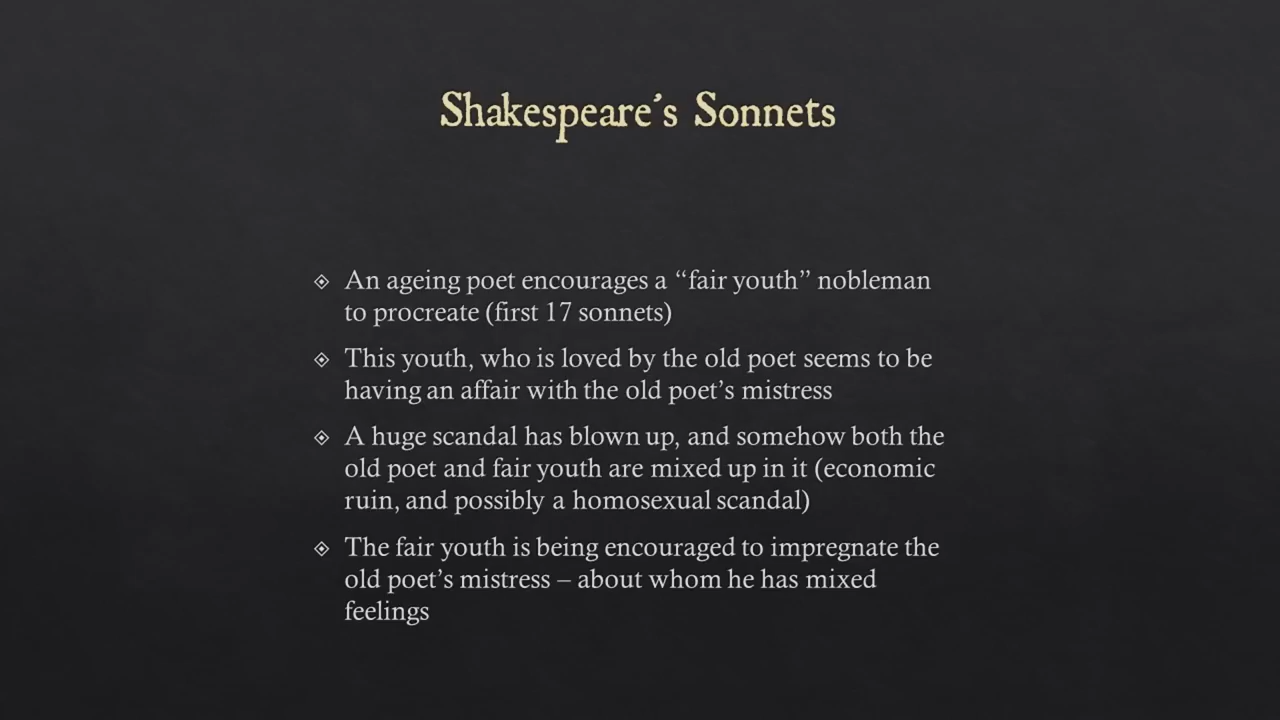 Shakespeare’s Sonnets
An ageing poet encourages a “fair youth” nobleman
to procreate (first 17 sonnets)
This youth, who is loved by the old poet seems to be
having an affair with the old poet’s mistress
A huge scandal has blown up, and somehow both the
old poet and fair youth are mixed up in it (economic
ruin, and possibly a homosexual scandal)
The fair youth is being encouraged to impregnate the
old poet’s mistress – about whom he has mixed
feelings